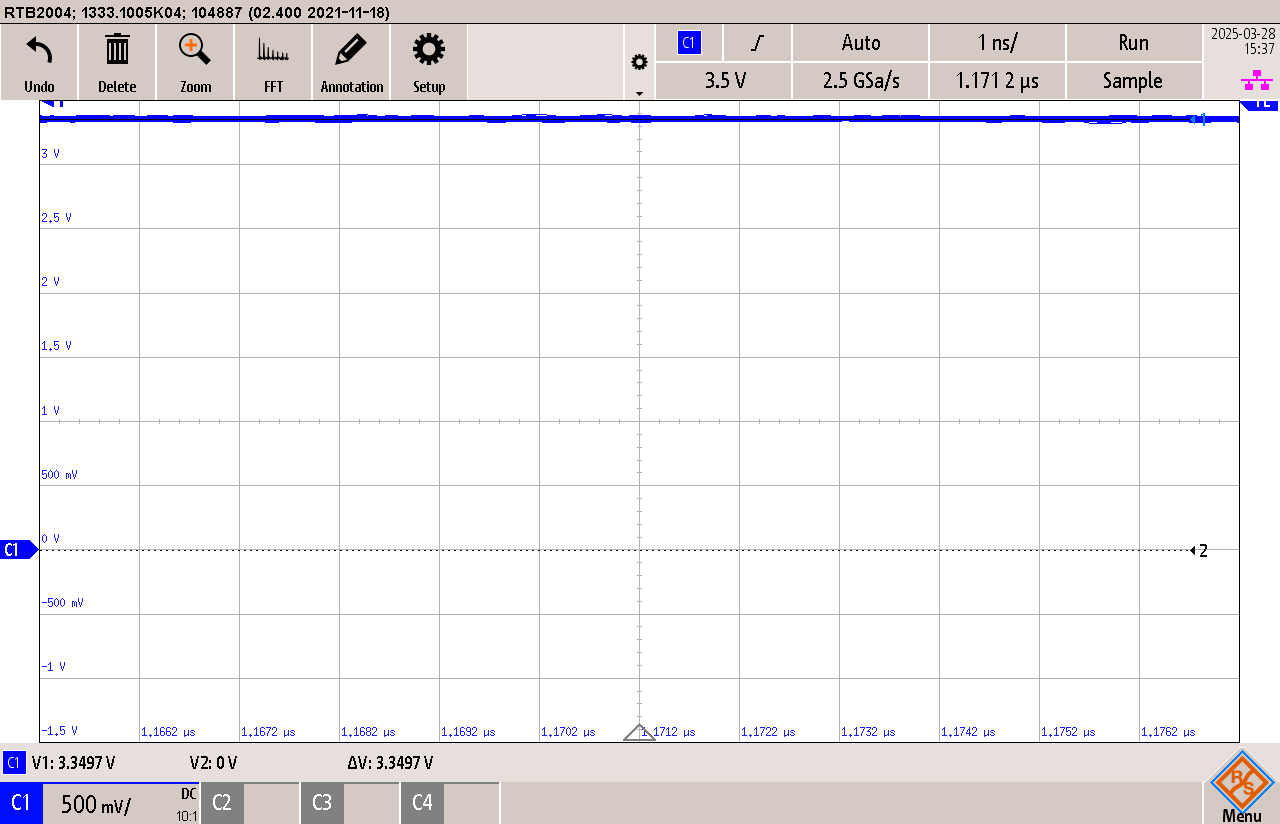 RTB2004; 1333.1005K04; 104887 (02.400 2021-11-18)
Undo
Delete
Zoom
FFT
Annotation
Setup
C1
Auto
1 ns/
Run
3.5 V
2.5 GSa/s
1.171 2 µs
Sample
2025-03-28
15:37
1
3 V
2.5 V
2 V
1.5 V
1 V
500 mV
0 V
C1
2
-500 mV
-1 V
-1.5 V
1.1662 µs
1.1672 µs
1.1682 µs
1.1692 µs
1.1702 µs
1.1712 µs
1.1722 µs
1.1732 µs
1.1742 µs
1.1752 µs
1.1762 µs
C1 V1: 3.3497 V V2: 0 V ΔV: 3.3497 V
C1 500 mV/ DC 10:1
C2
C3
C4
R S
Menu